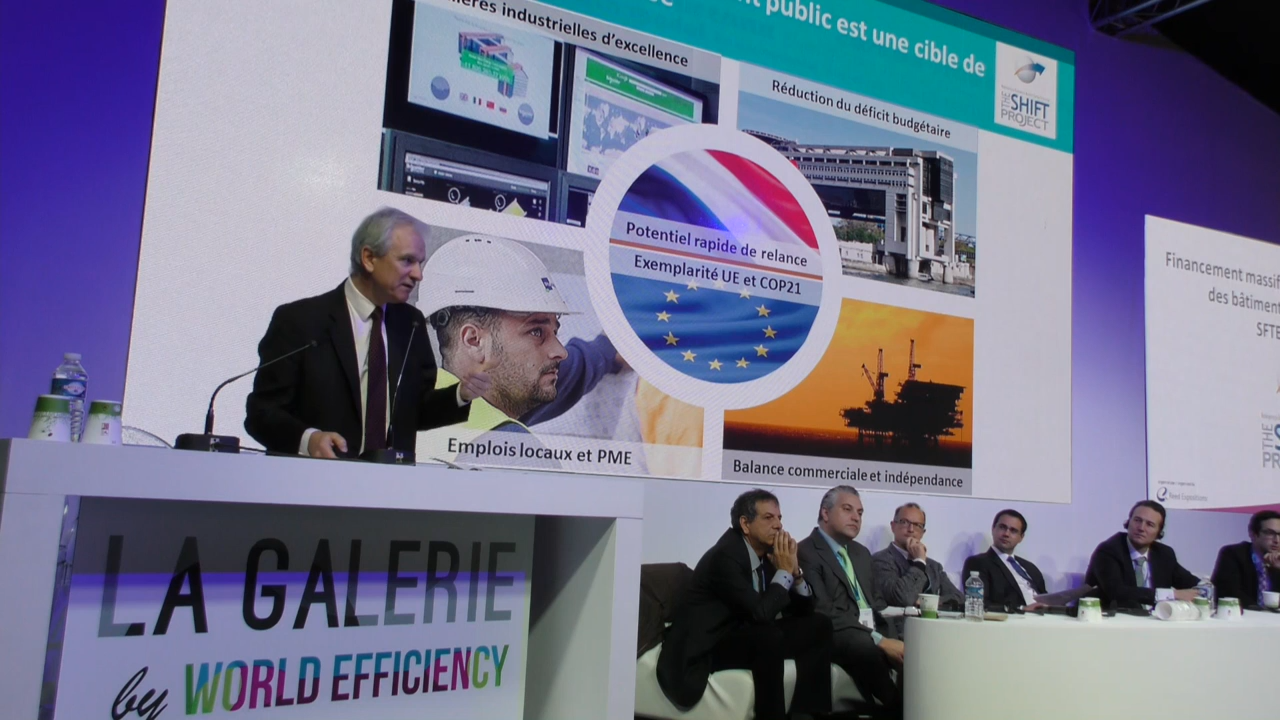 public est une cible de
industrielles d'excellence
THE SHIFT PROJECT
Réduction du déficit budgétaire
Potentiel rapide de relance
Exemplarité UE et COP21
Emplois locaux et PME
Balance commerciale et indépendance
Financement massif
des bâtiment
SFTE
THE
LA GALERIE
by WORLD EFFICIENCY